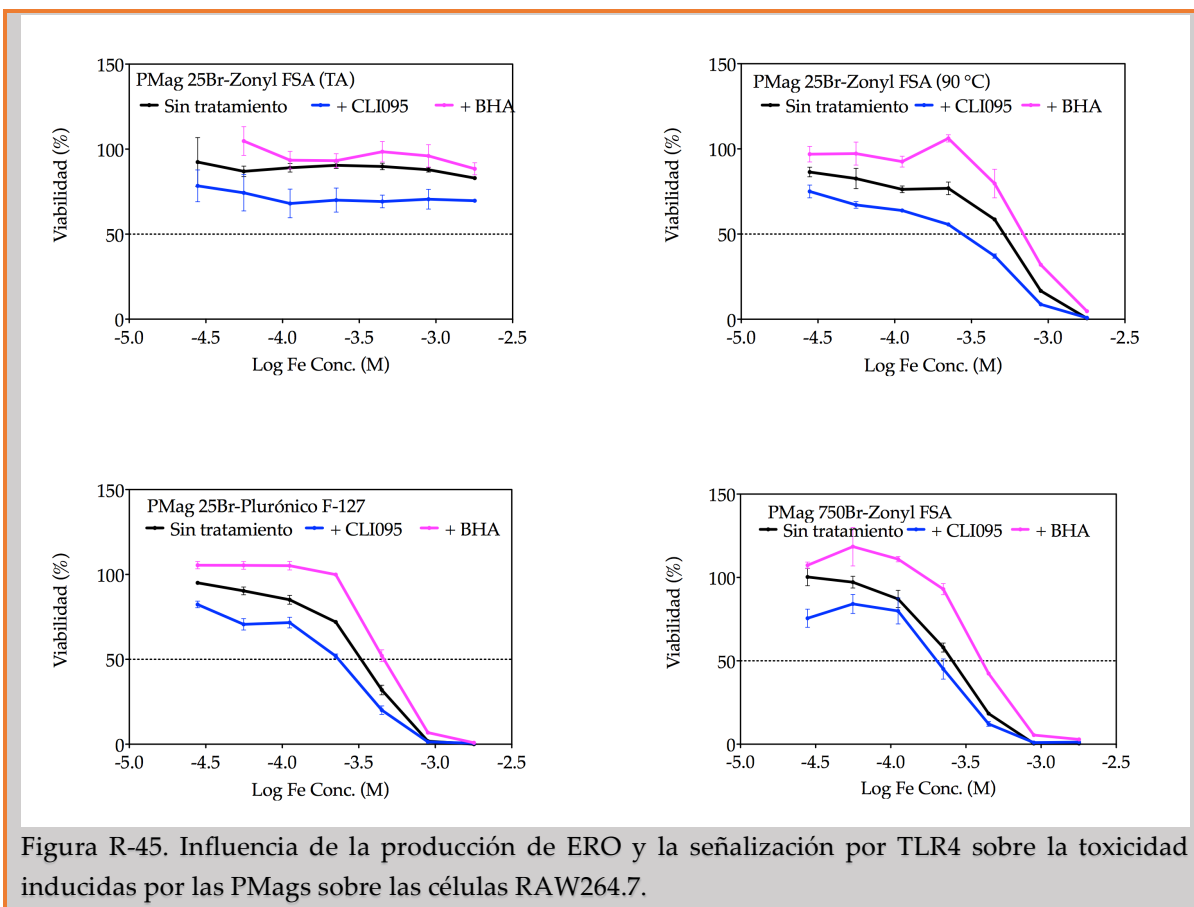 PMag 25Br-Zonyl FSA (TA)
Sin tratamiento + CLI095 + BHA
Viabilidad (%)
150
100
50
0
-5.0 -4.5 -4.0 -3.5 -3.0 -2.5
Log Fe Conc. (M)
PMag 25Br-Zonyl FSA (90 °C)
Sin tratamiento + CLI095 + BHA
Viabilidad (%)
150
100
50
0
-5.0 -4.5 -4.0 -3.5 -3.0 -2.5
Log Fe Conc. (M)
PMag 25Br-Plurónico F-127
Sin tratamiento + CLI095 + BHA
Viabilidad (%)
150
100
50
0
-5.0 -4.5 -4.0 -3.5 -3.0 -2.5
Log Fe Conc. (M)
PMag 750Br-Zonyl FSA
Sin tratamiento + CLI095 + BHA
Viabilidad (%)
150
100
50
0
-5.0 -4.5 -4.0 -3.5 -3.0 -2.5
Log Fe Conc. (M)
Figura R-45. Influencia de la producción de ERO y la señalización por TLR4 sobre la toxicidad
inducidas por las PMags sobre las células RAW264.7.